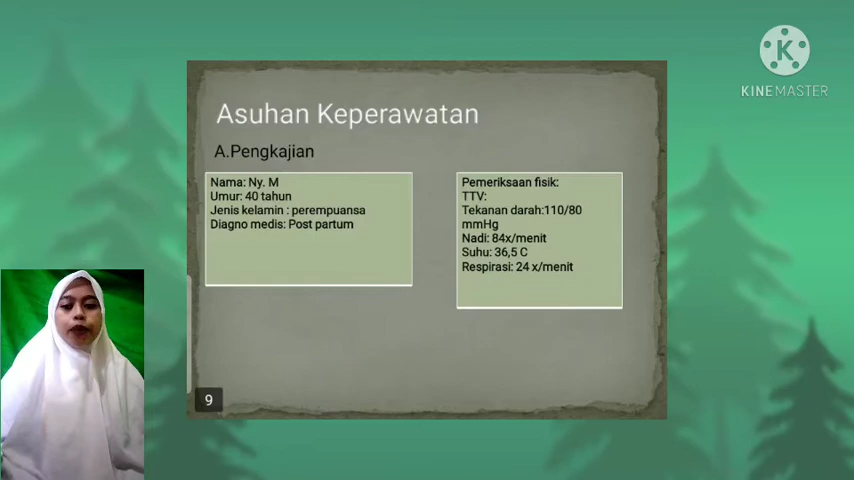 KINEMASTER
Asuhan Keperawatan
A.Pengkajian
Nama: Ny. M
Umur: 40 tahun
Jenis kelamin : perempuansa
Diagno medis: Post partum
Pemeriksaan fisik:
TTV:
Tekanan darah:110/80
mmHg
Nadi: 84x/menit
Suhu: 36,5 C
Respirasi: 24 x/menit
9